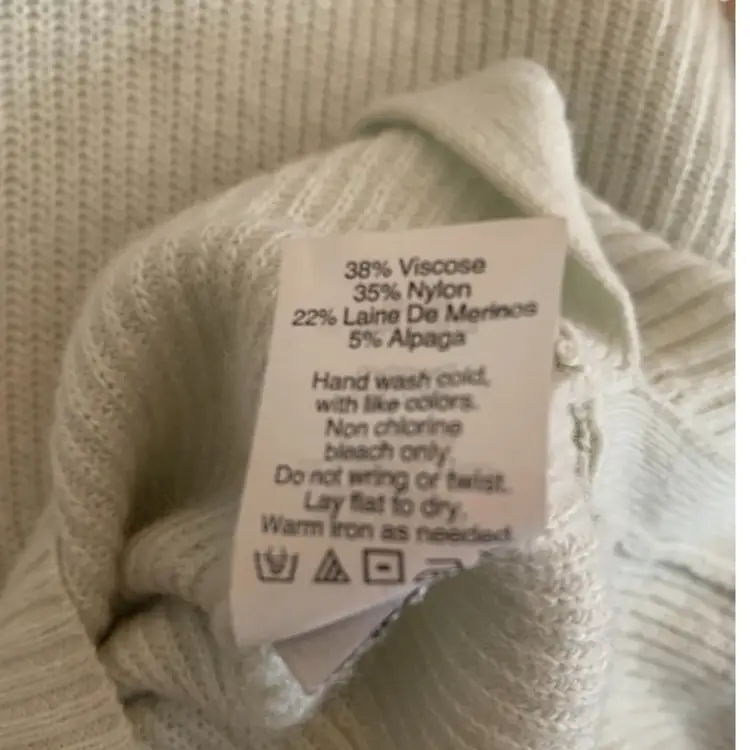 38% Viscose
35% Nylon
22% Laine De Merinos
5% Alpaga
Hand wash cold,
with like colors.
Non chlorine
bleach only.
Do not wring or twist.
Lay flat to dry.
Warm iron as needed.